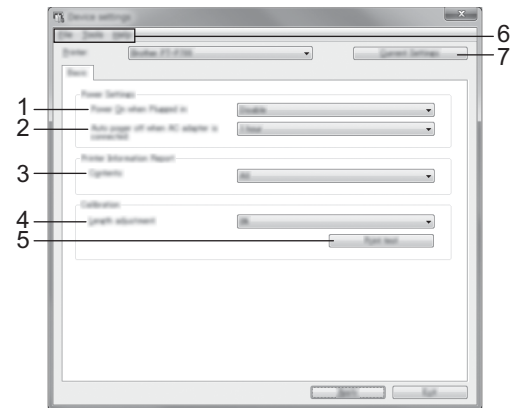 Device settings
File Tools Help
Printer: Brother PT-P700 Current Settings
Basic
Power Settings
1 Power On when Plugged in: Disable
2 Auto power off when AC adapter is connected: 1 hour
Printer Information Report
3 Contents: All
Calibration
4 Length adjustment
5 Print test
6
7
Apply Exit